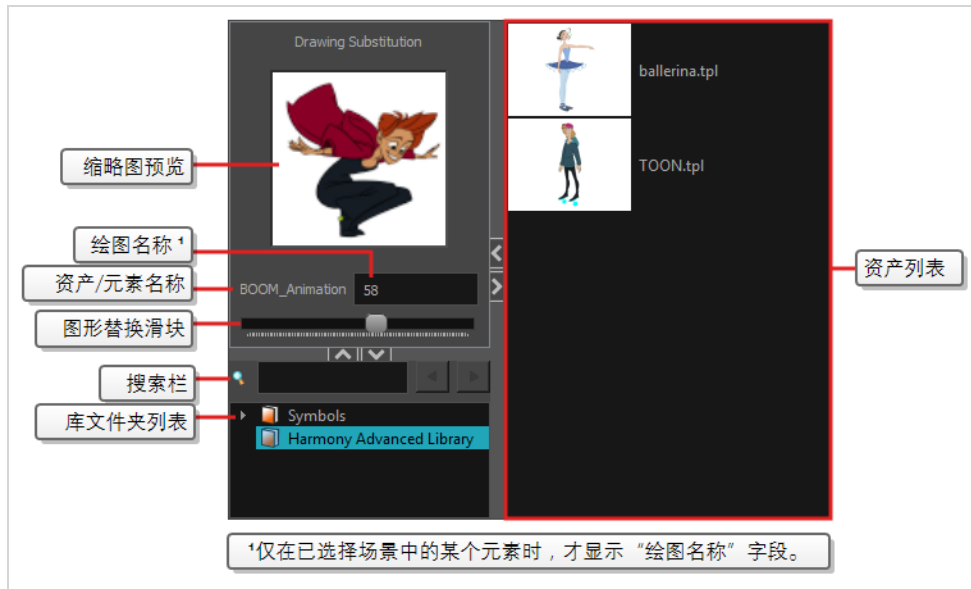 Drawing Substitution
ballerina.tpl
缩略图预览
TOON.tpl
绘图名称 ¹
资产列表
资产/元素名称
BOOM_Animation 58
图形替换滑块
搜索栏
库文件夹列表
Symbols
Harmony Advanced Library
¹仅在已选择场景中的某个元素时，才显示“绘图名称”字段。